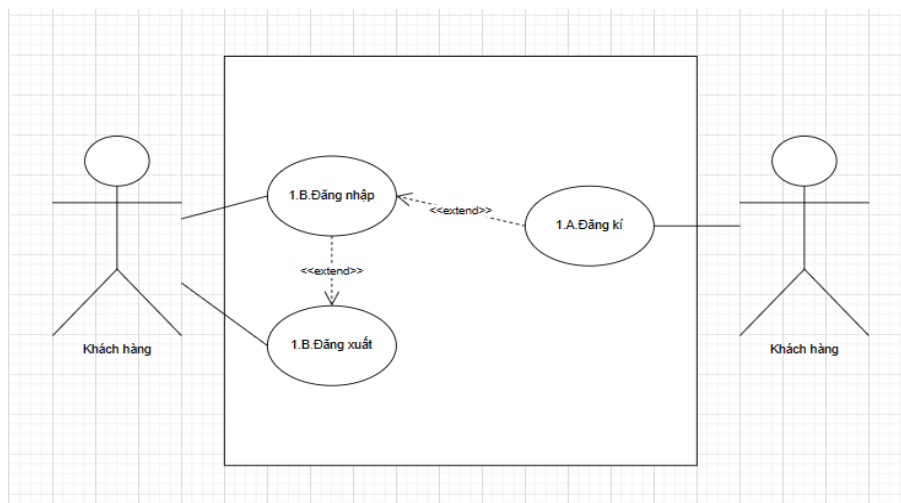 1.B.Đăng nhập
<<extend>>
1.A.Đăng kí
<<extend>>
1.B.Đăng xuất
Khách hàng
Khách hàng